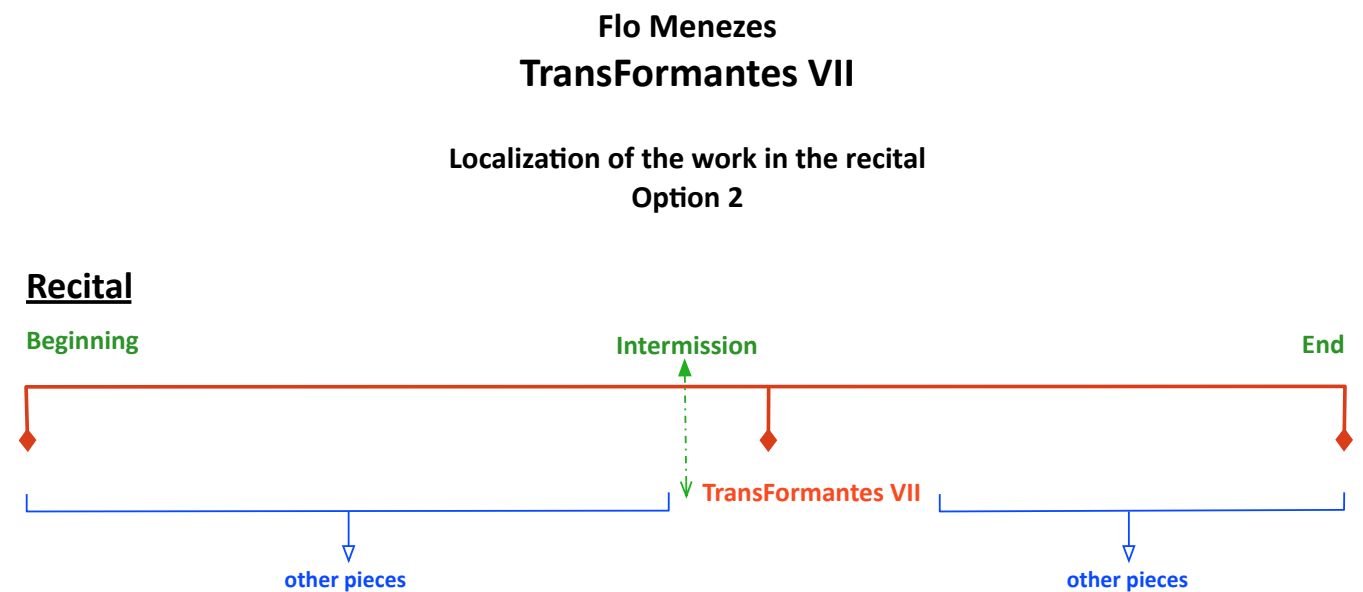 Flo Menezes
TransFormantes VII
Localization of the work in the recital
Option 2
Recital
Beginning
Intermission
End
TransFormantes VII
other pieces
other pieces